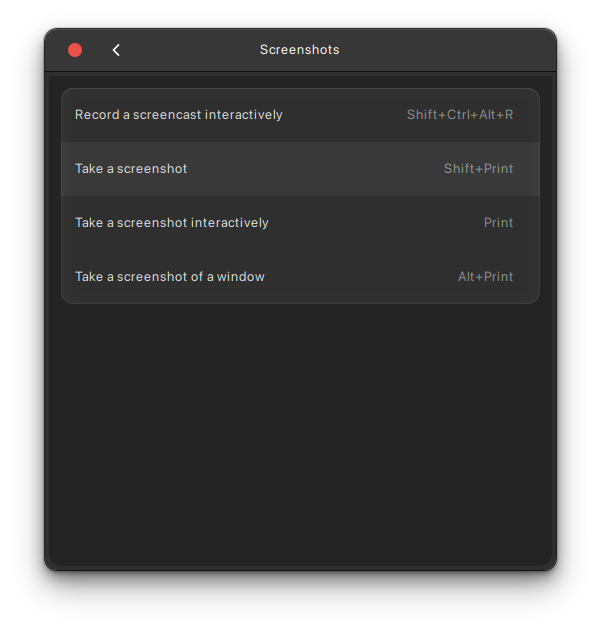 Screenshots
Record a screencast interactively Shift+Ctrl+Alt+R
Take a screenshot Shift+Print
Take a screenshot interactively Print
Take a screenshot of a window Alt+Print